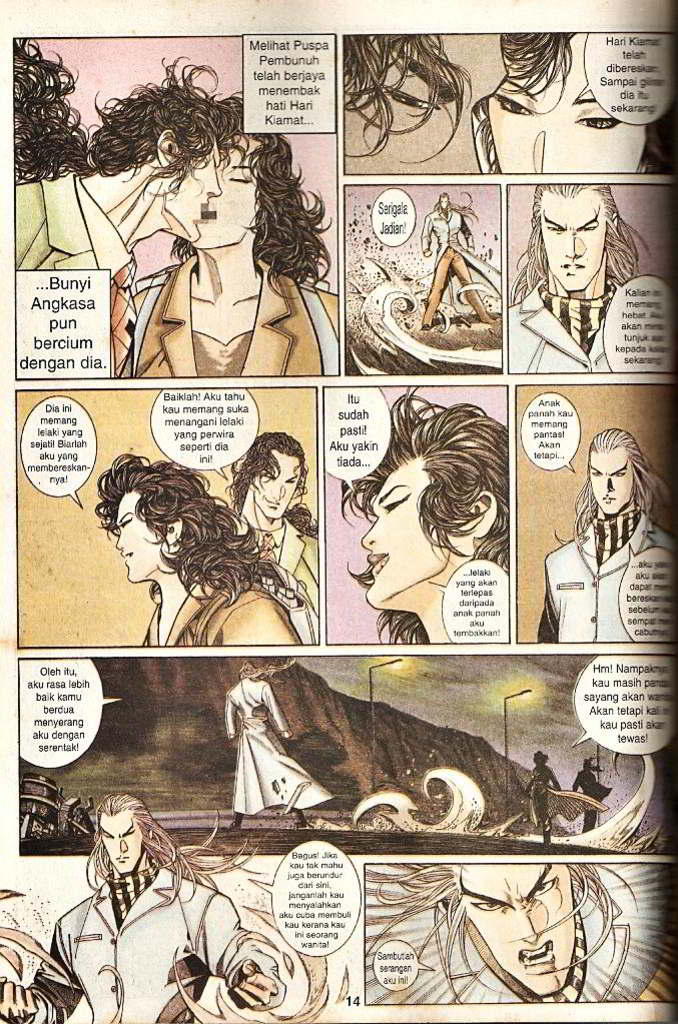 Melihat Puspa
Pembunuh
telah berjaya
menembak
hati Hari
Kiamat...
...Bunyi
Angkasa
pun
bercium
dengan dia.
Hari Kiamat
telah
dibereskan.
Sampai
dia itu
sekarang!
Serigala
Jadian!
Kalian
memang
hebat. Aku
akan
tunjuk
kepada
sekarang!
Dia ini
memang
lelaki yang
sejati! Biarlah
aku yang
membereskan-
nya!
Baiklah! Aku tahu
kau memang suka
menangani lelaki
yang perwira
seperti dia
ini!
Itu
sudah
pasti!
Aku yakin
tiada...
...lelaki
yang akan
terlepas
daripada
anak panah
aku
tembakkan!
Anak
panah kau
memang
pantas!
Akan
tetapi...
...aku
aku akan
dapat
sebelum
sempat
Oleh itu,
aku rasa lebih
baik kamu
berdua
menyerang
aku dengan
serentak!
Hm! Nampaknya
kau masih
sayang akan
Akan tetapi kali
kau pasti akan
tewas!
Bagus! Jika
kau tak mahu
juga berundur
dari sini,
janganlah kau
menyalahkan
aku cuba membuli
kau kerana kau
ini seorang
wanita!
Sambutlah
serangan
aku ini!
14